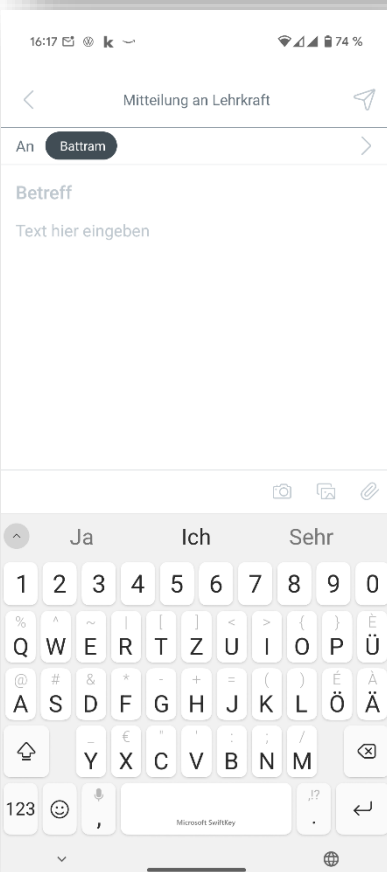 16:17 k 74 %
Mitteilung an Lehrkraft
An Battram
Betreff
Text hier eingeben
Ja Ich Sehr
1 2 3 4 5 6 7 8 9 0
% ^ ~ | [ ] < > { } È
Q W E R T Z U I O P Ü
@ # & * - + = ( ) É À
A S D F G H J K L Ö Ä
_ € " ' : ; /
Y X C V B N M
,!?
123 , Microsoft SwiftKey .